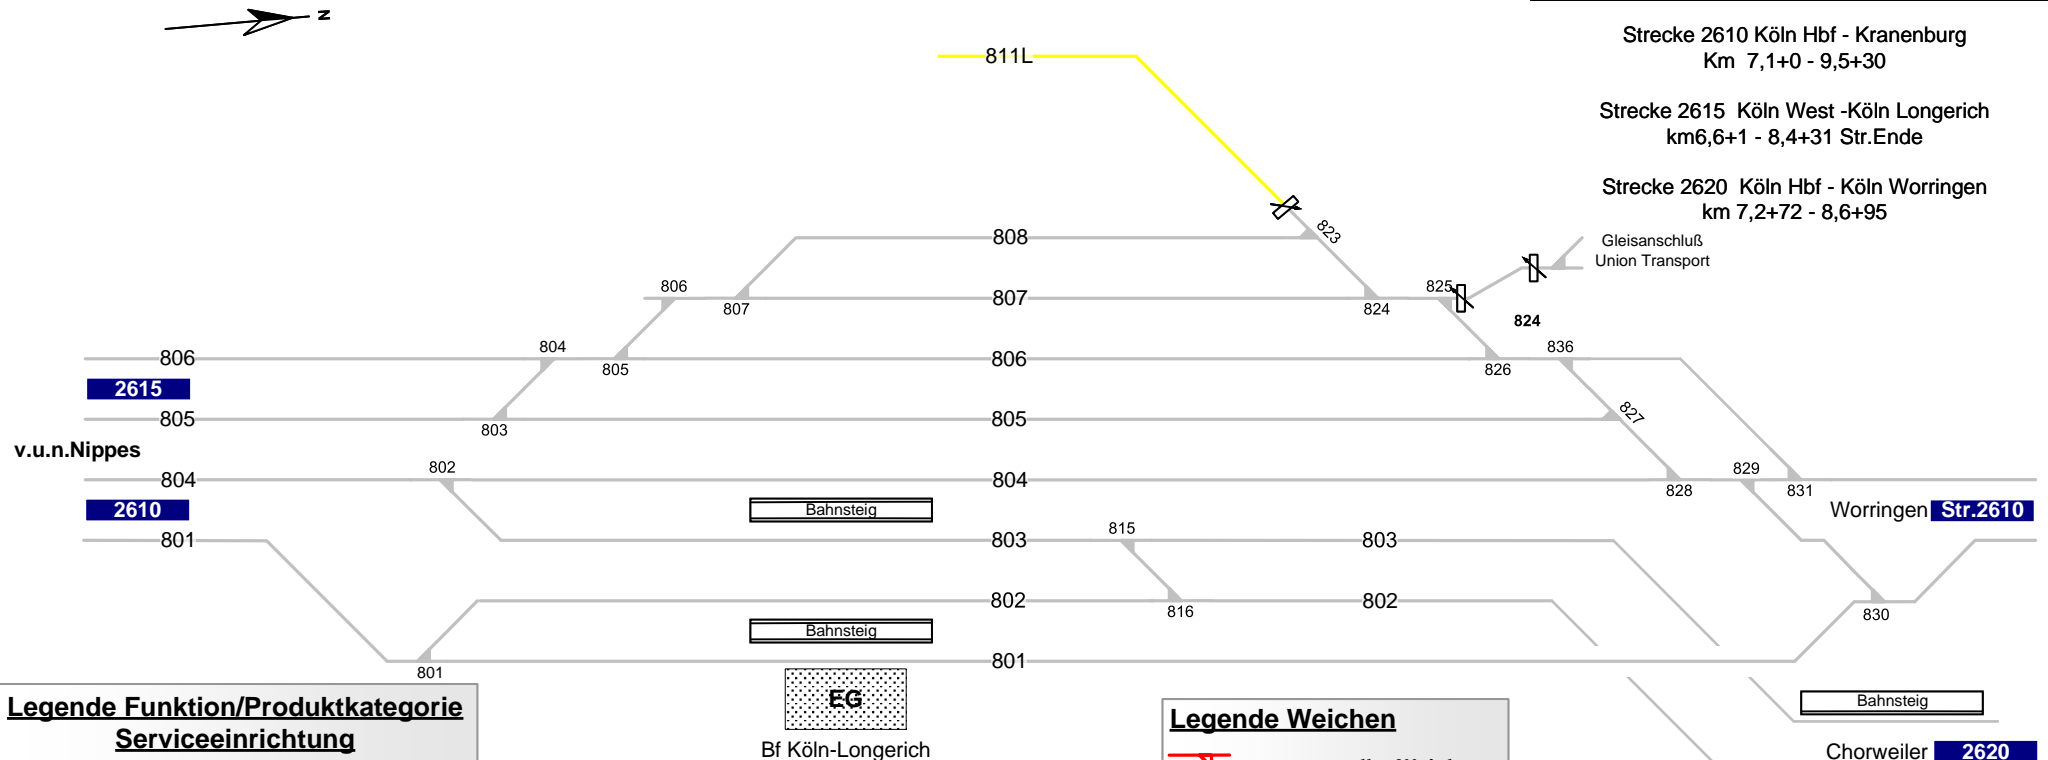 N
811L
Strecke 2610 Köln Hbf - Kranenburg
Km 7,1+0 - 9,5+30
Strecke 2615 Köln West -Köln Longerich
km6,6+1 - 8,4+31 Str.Ende
Strecke 2620 Köln Hbf - Köln Worringen
km 7,2+72 - 8,6+95
808
823
Gleisanschluß
Union Transport
806
807
807
825
824
824
806
804
805
806
826
836
2615
805
803
805
827
v.u.n.Nippes
804
802
804
828
829
831
2610
Bahnsteig
Worringen Str.2610
801
803
815
803
802
816
802
830
Bahnsteig
801
801
Legende Funktion/Produktkategorie
Serviceeinrichtung
EG
Bf Köln-Longerich
Legende Weichen
Bahnsteig
Chorweiler 2620